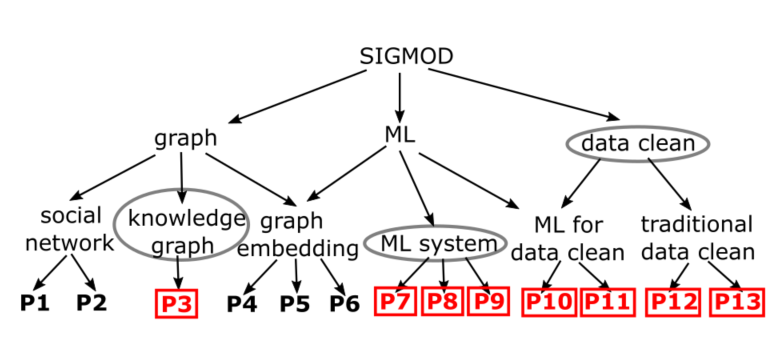 SIGMOD
graph
ML
data clean
social
network
knowledge
graph
graph
embedding
ML system
ML for
data clean
traditional
data clean
P1
P2
P3
P4
P5
P6
P7
P8
P9
P10
P11
P12
P13